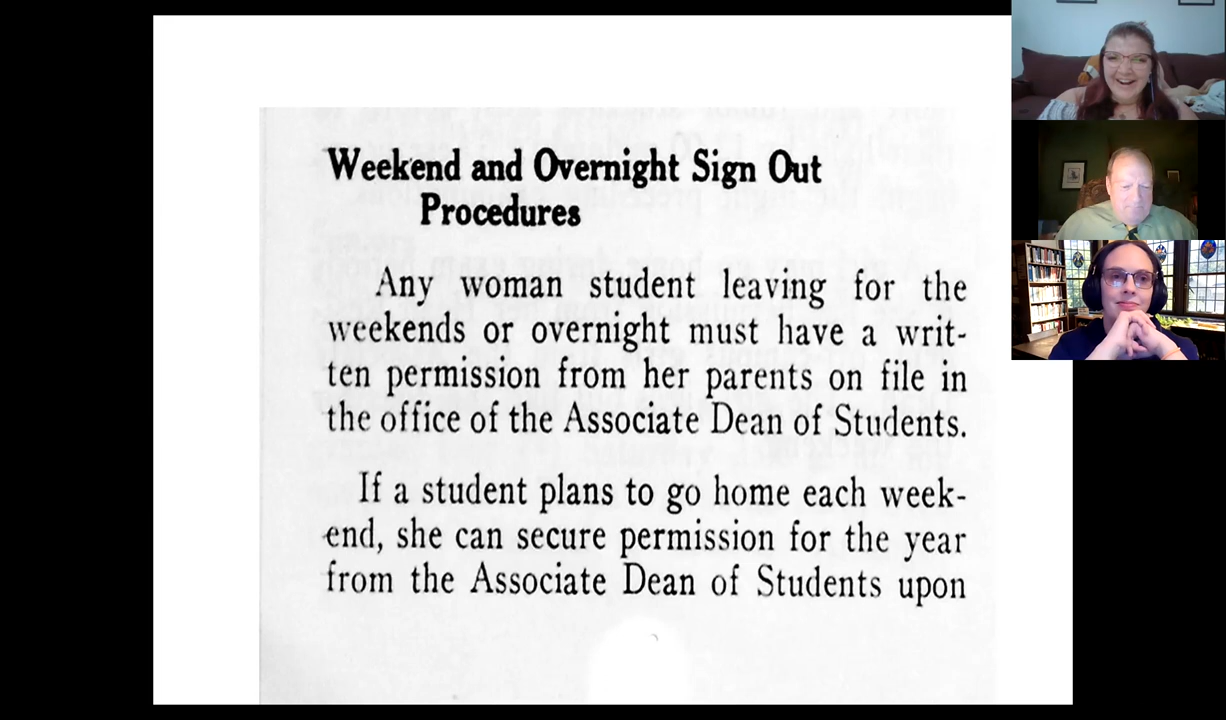 Weekend and Overnight Sign Out
Procedures
Any woman student leaving for the
weekends or overnight must have a writ-
ten permission from her parents on file in
the office of the Associate Dean of Students.
If a student plans to go home each week-
end, she can secure permission for the year
from the Associate Dean of Students upon